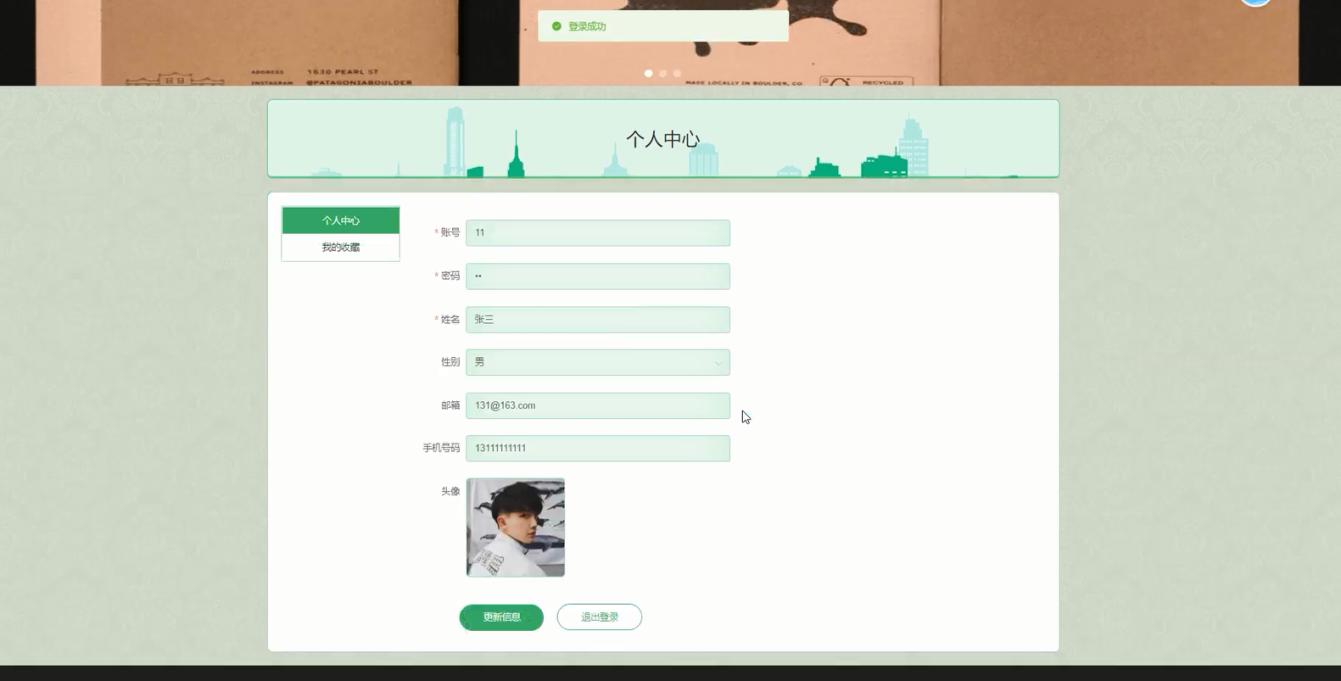 登录成功
ADDRESS 1630 PEARL ST
INSTAGRAM @PATAGONIABOULDER
MADE LOCALLY IN BOULDER, CO
RECYCLED
个人中心
个人中心
我的收藏
* 账号 11
* 密码 ••
* 姓名 张三
性别 男
邮箱 131@163.com
手机号码 13111111111
头像
更新信息
退出登录